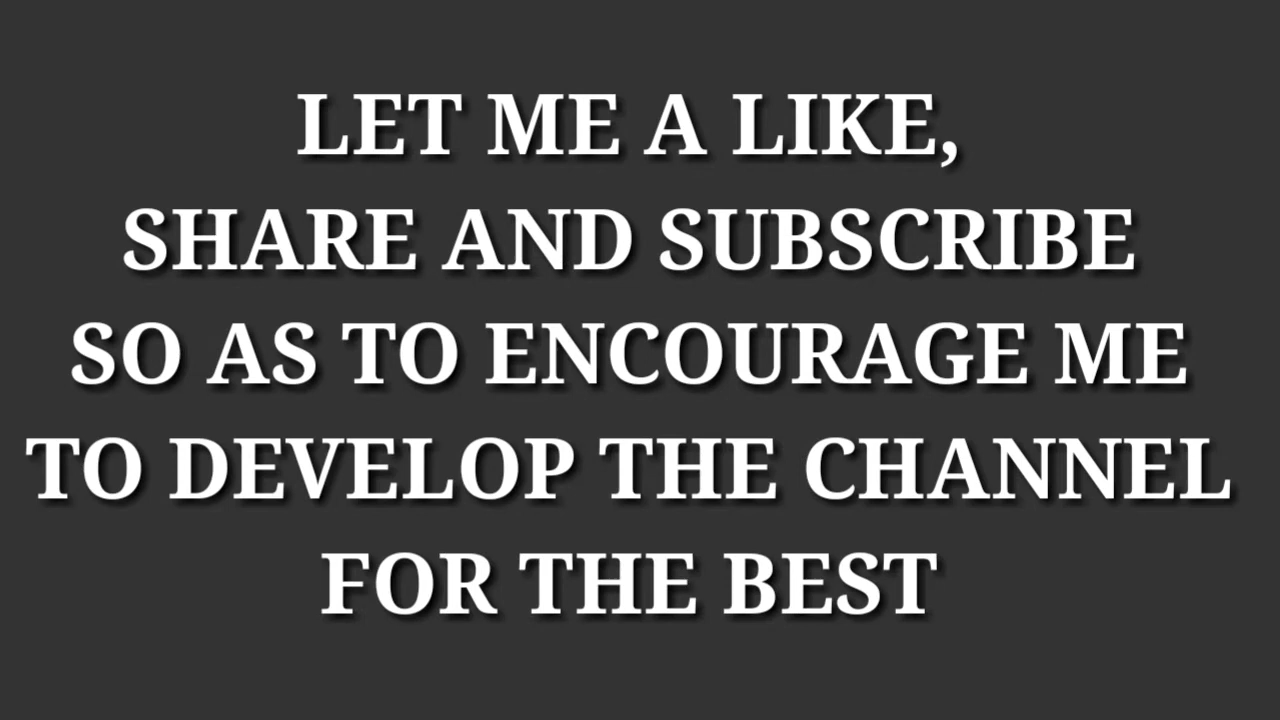 LET ME A LIKE,
SHARE AND SUBSCRIBE
SO AS TO ENCOURAGE ME
TO DEVELOP THE CHANNEL
FOR THE BEST